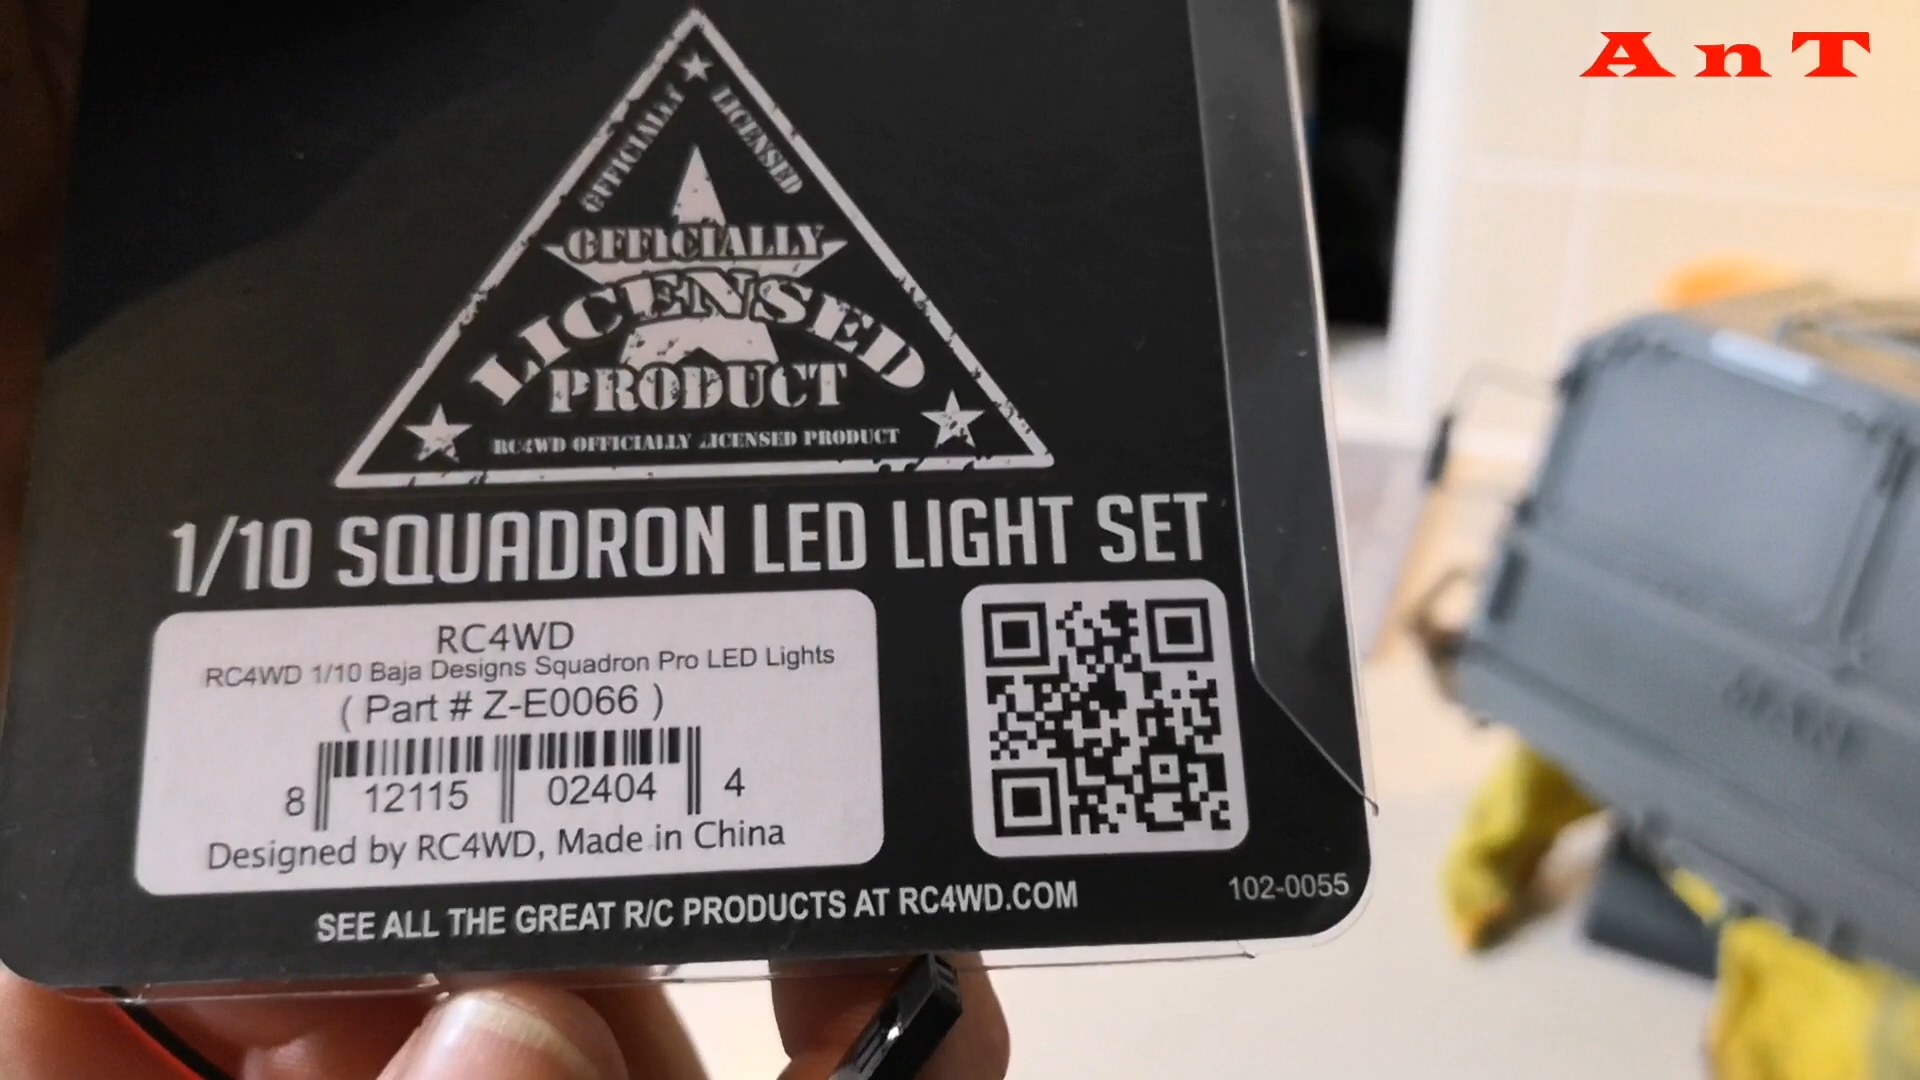 AnT
OFFICIALLY LICENSED
OFFICIALLY
LICENSED
PRODUCT
RC4WD OFFICIALLY LICENSED PRODUCT
1/10 SQUADRON LED LIGHT SET
RC4WD
RC4WD 1/10 Baja Designs Squadron Pro LED Lights
( Part # Z-E0066 )
8 12115 02404 4
Designed by RC4WD, Made in China
102-0055
SEE ALL THE GREAT R/C PRODUCTS AT RC4WD.COM